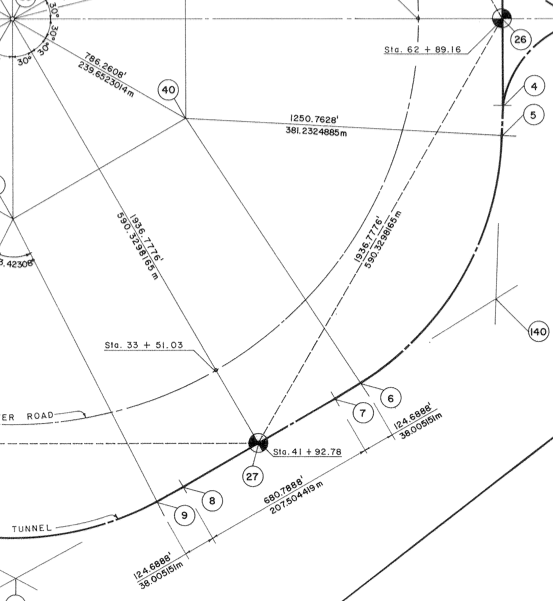 30°
30°
30°
30°
786.2608'
239.6523014m
40
Sta. 62 + 89.16
26
4
5
1250.7628'
381.2324885m
1936.7776'
590.3298165m
1936.7776'
590.3298165m
3.42308°
140
Sta. 33 + 51.03
6
7
124.6888'
38.005151m
ER ROAD
Sta. 41 + 92.78
27
680.7888'
207.504419m
8
9
TUNNEL
124.6888'
38.005151m